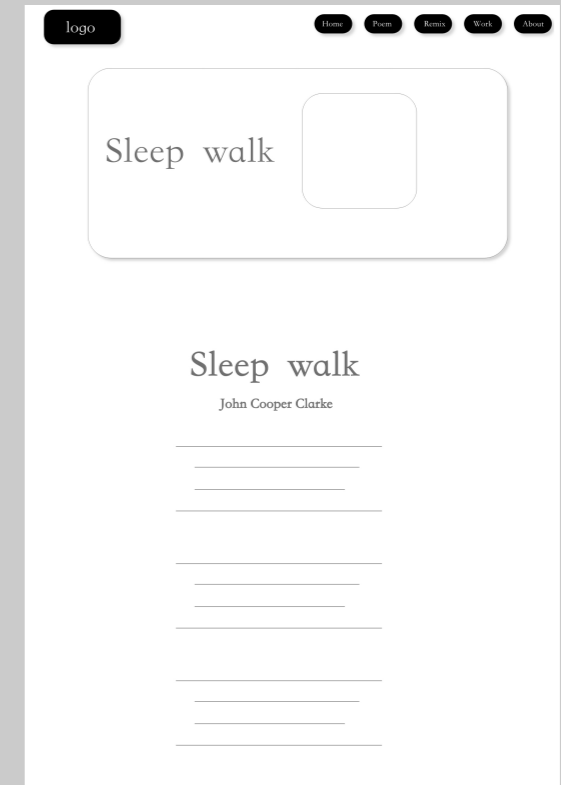 logo
Home Poem Remix Work About
Sleep walk
Sleep walk
John Cooper Clarke